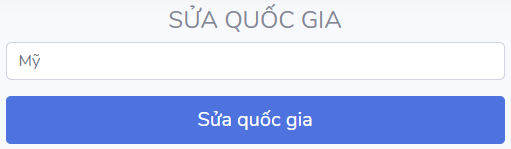 SỬA QUỐC GIA
Mỹ
Sửa quốc gia